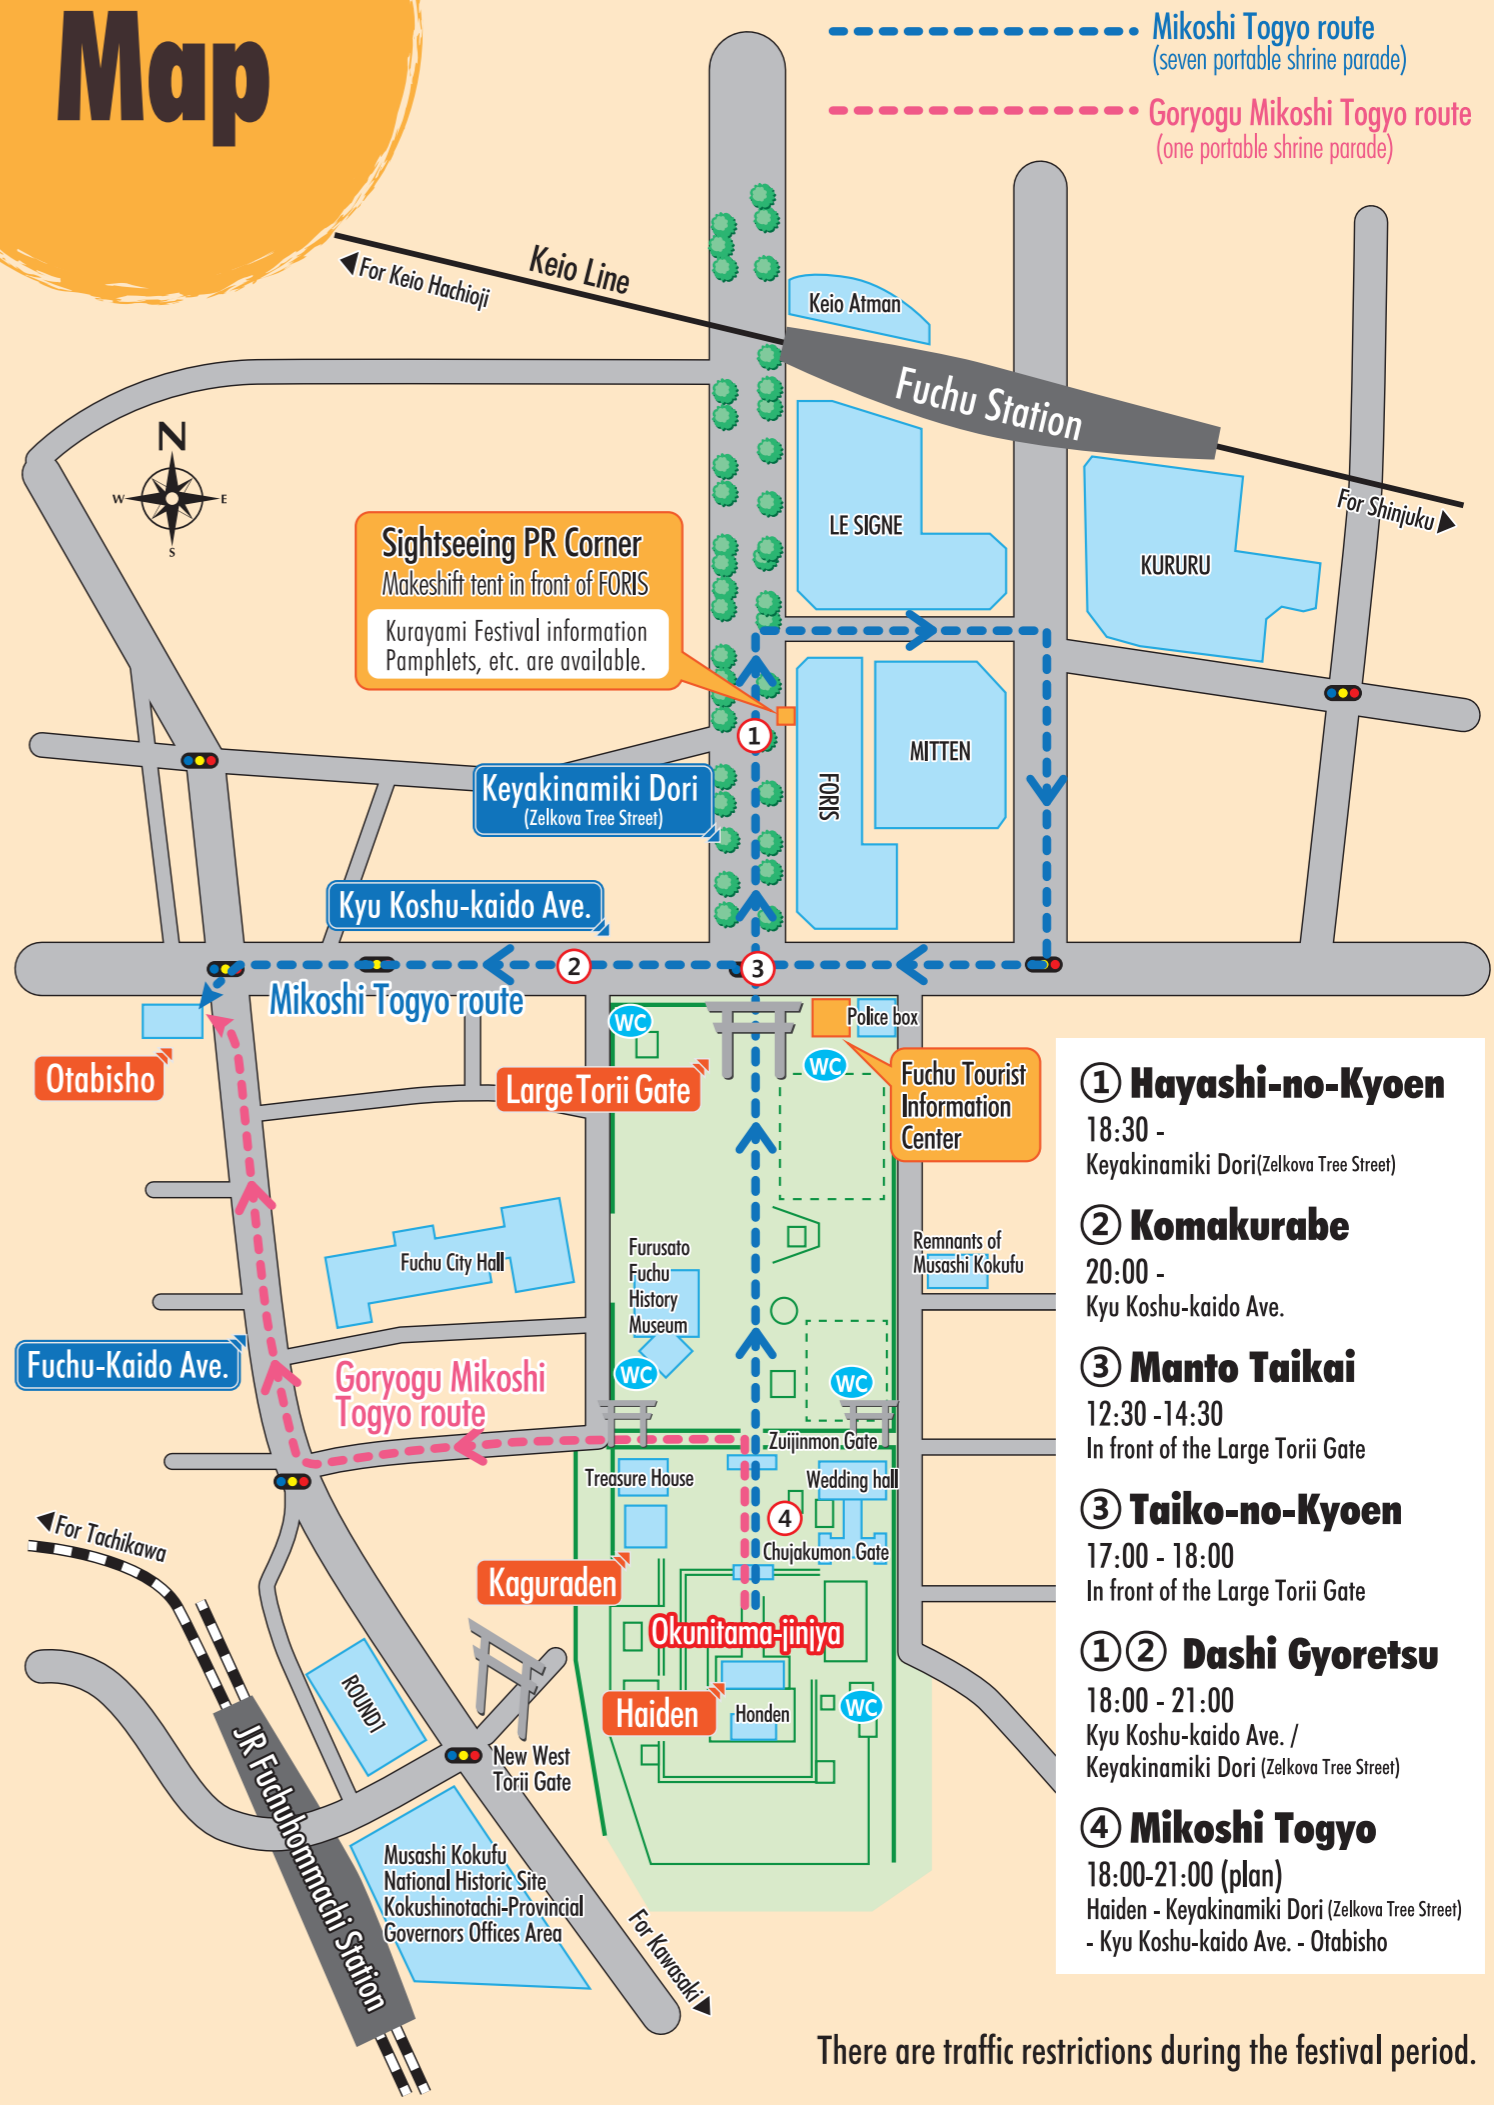 Map
Mikoshi Togyo route
(seven portable shrine parade)
Goryogu Mikoshi Togyo route
(one portable shrine parade)
Keio Line
For Keio Hachioji
Keio Atman
Fuchu Station
For Shinjuku
N
W
E
S
LE SIGNE
KURURU
Sightseeing PR Corner
Makeshift tent in front of FORIS
Kurayami Festival information
Pamphlets, etc. are available.
1
MITTEN
FORIS
Keyakinamiki Dori
(Zelkova Tree Street)
Kyu Koshu-kaido Ave.
2
3
Mikoshi Togyo route
WC
Police box
WC
Otabisho
Large Torii Gate
Fuchu Tourist
Information
Center
Fuchu City Hall
Furusato
Fuchu
History
Museum
Remnants of
Musashi Kokufu
Fuchu-Kaido Ave.
Goryogu Mikoshi
Togyo route
WC
WC
Zuijinmon Gate
Treasure House
Wedding hall
4
Chujakumon Gate
For Tachikawa
Kaguraden
Okunitama-jinjya
ROUND1
Haiden
Honden
WC
New West
Torii Gate
JR Fuchuhommachi Station
Musashi Kokufu
National Historic Site
Kokushinotachi-Provincial
Governors Offices Area
For Kawasaki
① Hayashi-no-Kyoen
18:30 -
Keyakinamiki Dori(Zelkova Tree Street)
② Komakurabe
20:00 -
Kyu Koshu-kaido Ave.
③ Manto Taikai
12:30 -14:30
In front of the Large Torii Gate
③ Taiko-no-Kyoen
17:00 - 18:00
In front of the Large Torii Gate
①② Dashi Gyoretsu
18:00 - 21:00
Kyu Koshu-kaido Ave. /
Keyakinamiki Dori (Zelkova Tree Street)
④ Mikoshi Togyo
18:00-21:00 (plan)
Haiden - Keyakinamiki Dori (Zelkova Tree Street)
- Kyu Koshu-kaido Ave. - Otabisho
There are traffic restrictions during the festival period.